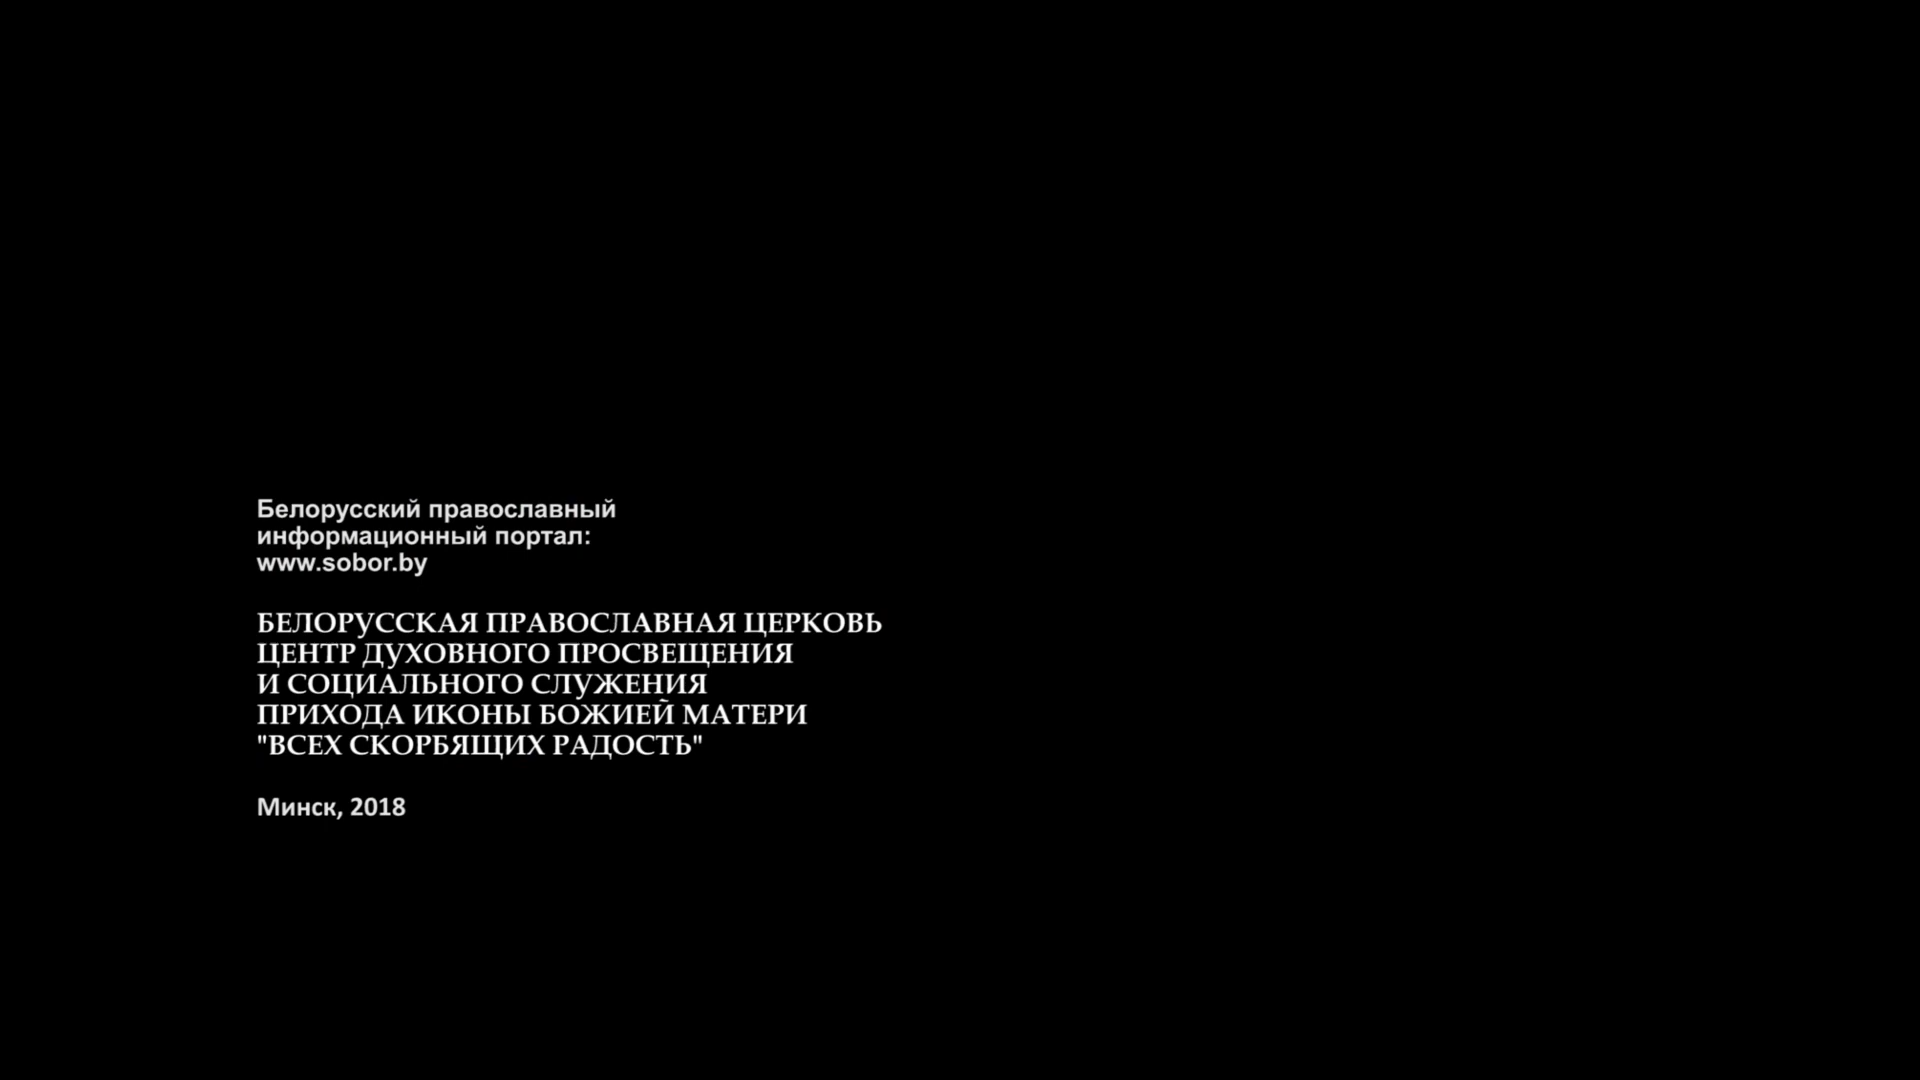 Белорусский православный
информационный портал:
www.sobor.by
БЕЛОРУССКАЯ ПРАВОСЛАВНАЯ ЦЕРКОВЬ
ЦЕНТР ДУХОВНОГО ПРОСВЕЩЕНИЯ
И СОЦИАЛЬНОГО СЛУЖЕНИЯ
ПРИХОДА ИКОНЫ БОЖИЕЙ МАТЕРИ
"ВСЕХ СКОРБЯЩИХ РАДОСТЬ"
Минск, 2018